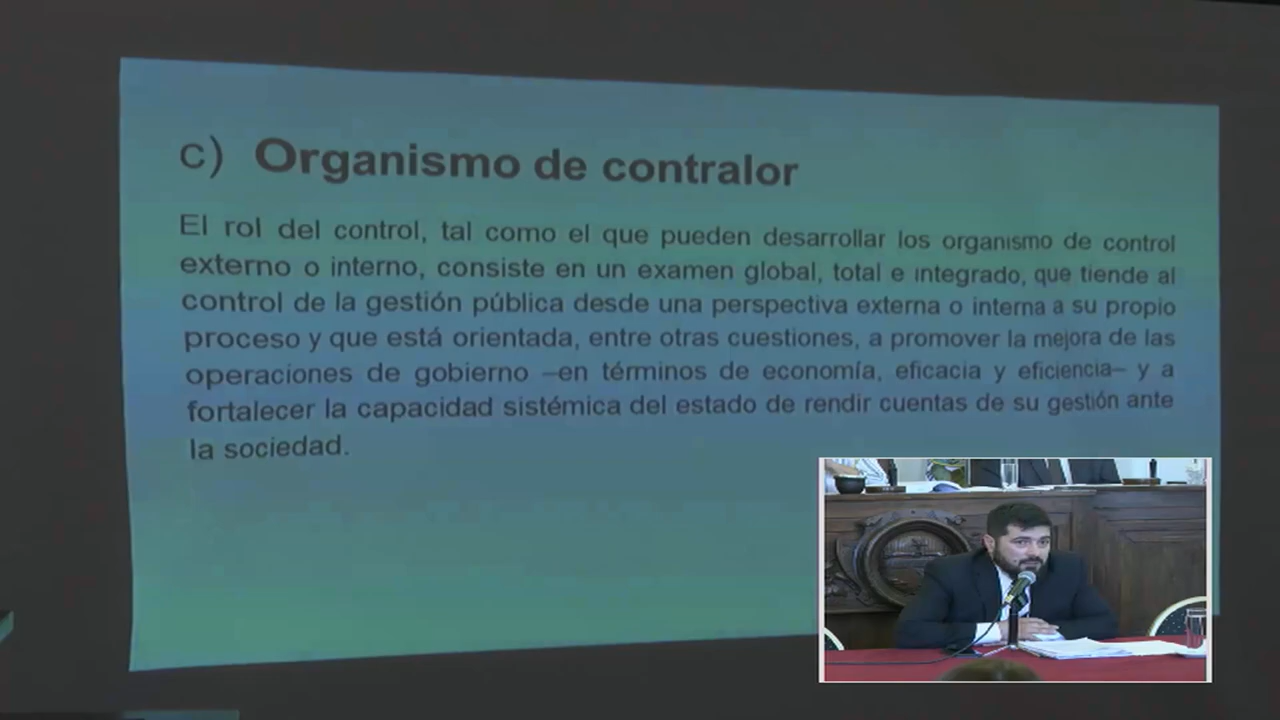 c) Organismo de contralor
El rol del control, tal como el que pueden desarrollar los organismo de control
externo o interno, consiste en un examen global, total e integrado, que tiende al
control de la gestión pública desde una perspectiva externa o interna a su propio
proceso y que está orientada, entre otras cuestiones, a promover la mejora de las
operaciones de gobierno –en términos de economía, eficacia y eficiencia– y a
fortalecer la capacidad sistémica del estado de rendir cuentas de su gestión ante
la sociedad.